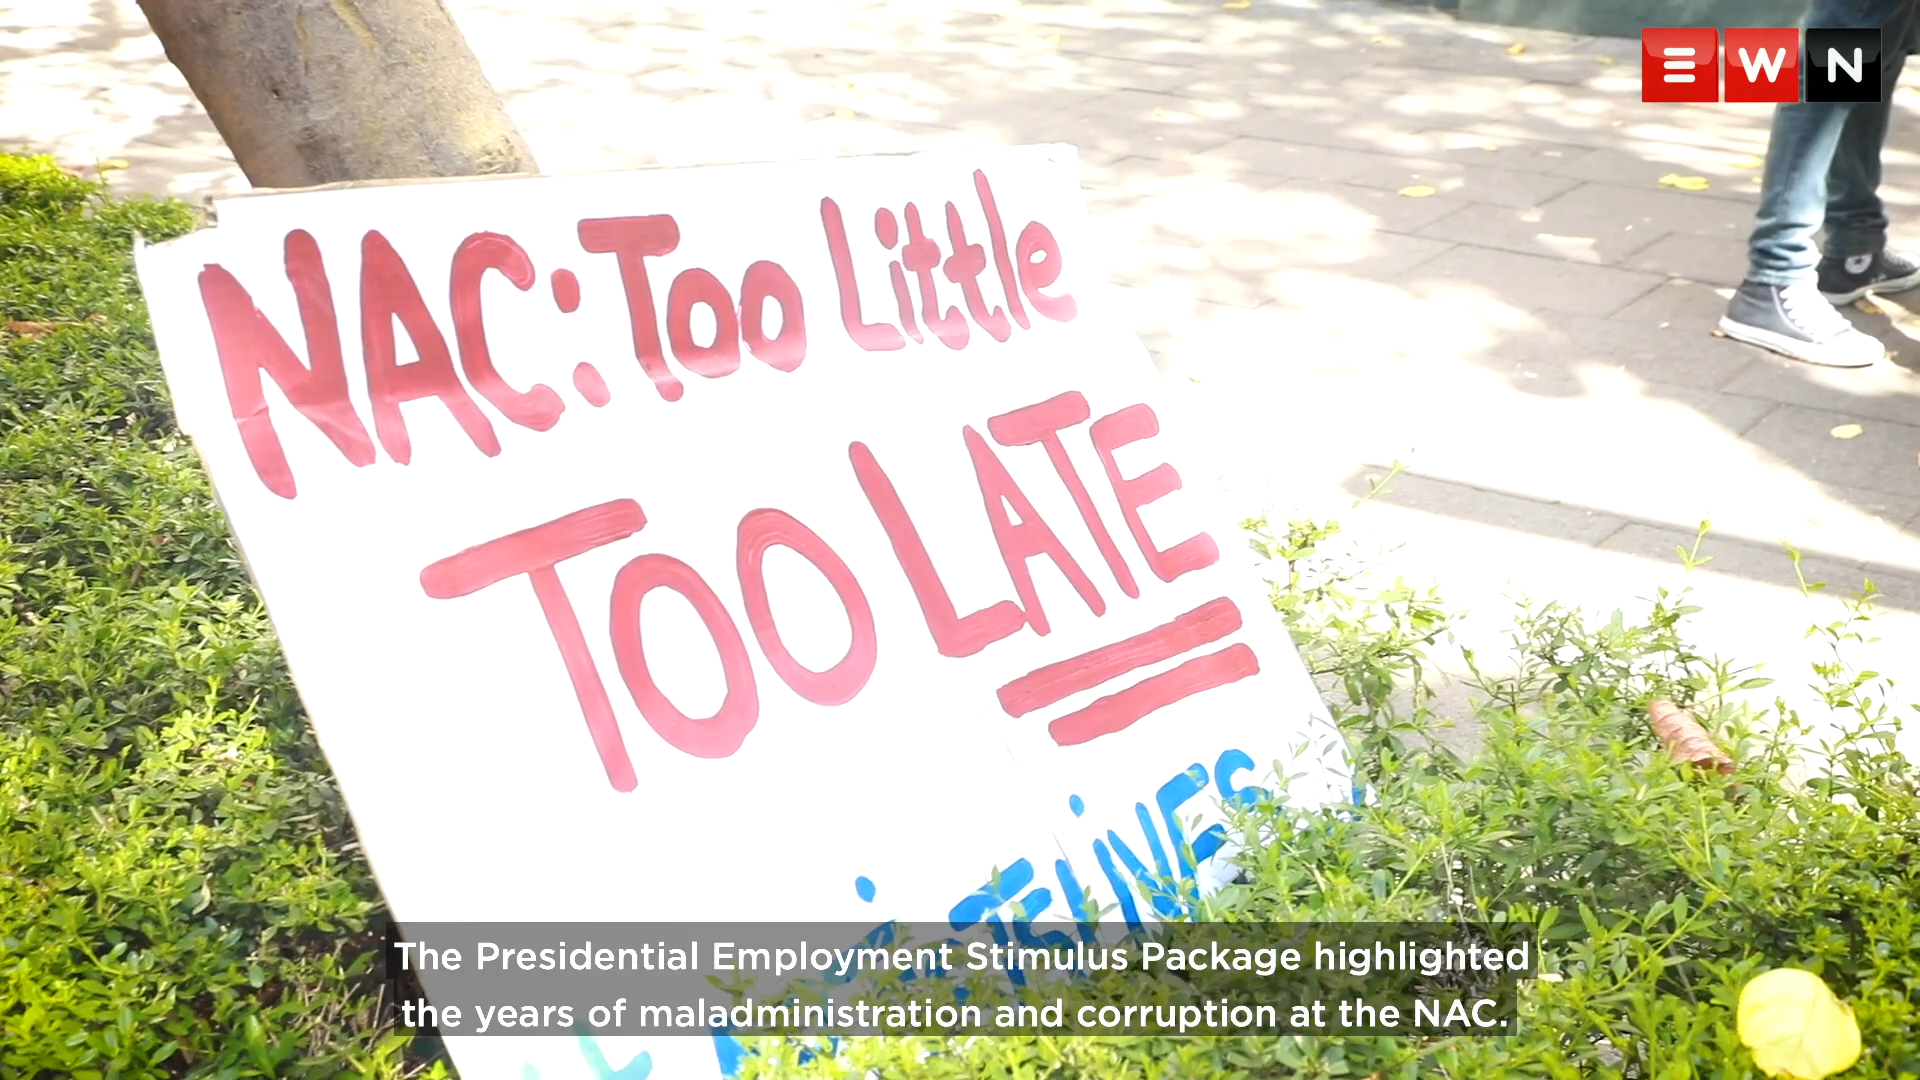 EWN
NAC: Too Little
TOO LATE
The Presidential Employment Stimulus Package highlighted
the years of maladministration and corruption at the NAC.